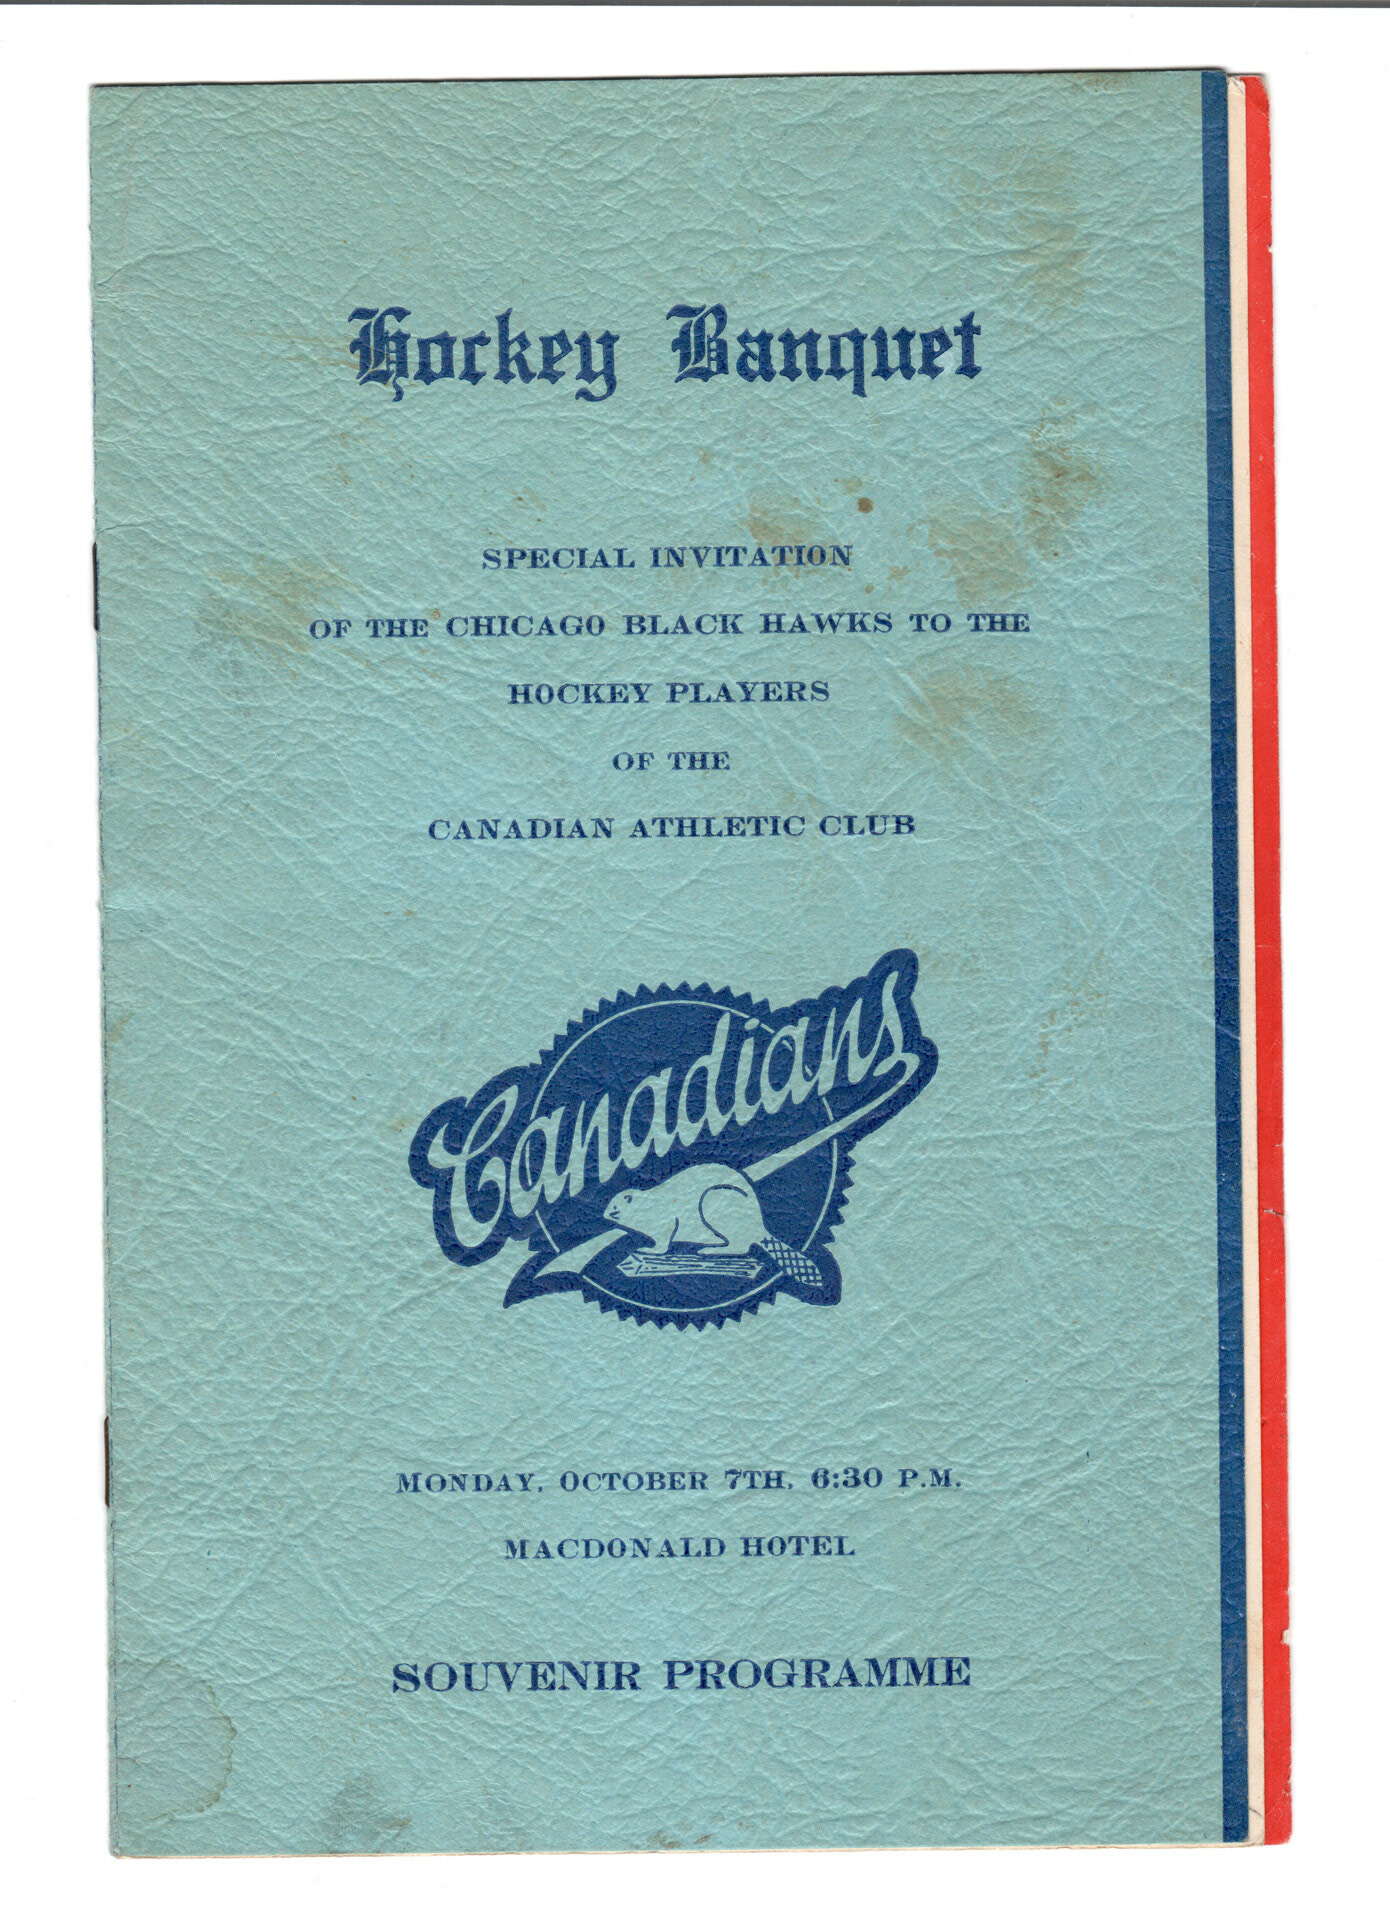 Hockey Banquet
SPECIAL INVITATION
OF THE CHICAGO BLACK HAWKS TO THE
HOCKEY PLAYERS
OF THE
CANADIAN ATHLETIC CLUB
Canadians
MONDAY, OCTOBER 7TH, 6:30 P.M.
MACDONALD HOTEL
SOUVENIR PROGRAMME